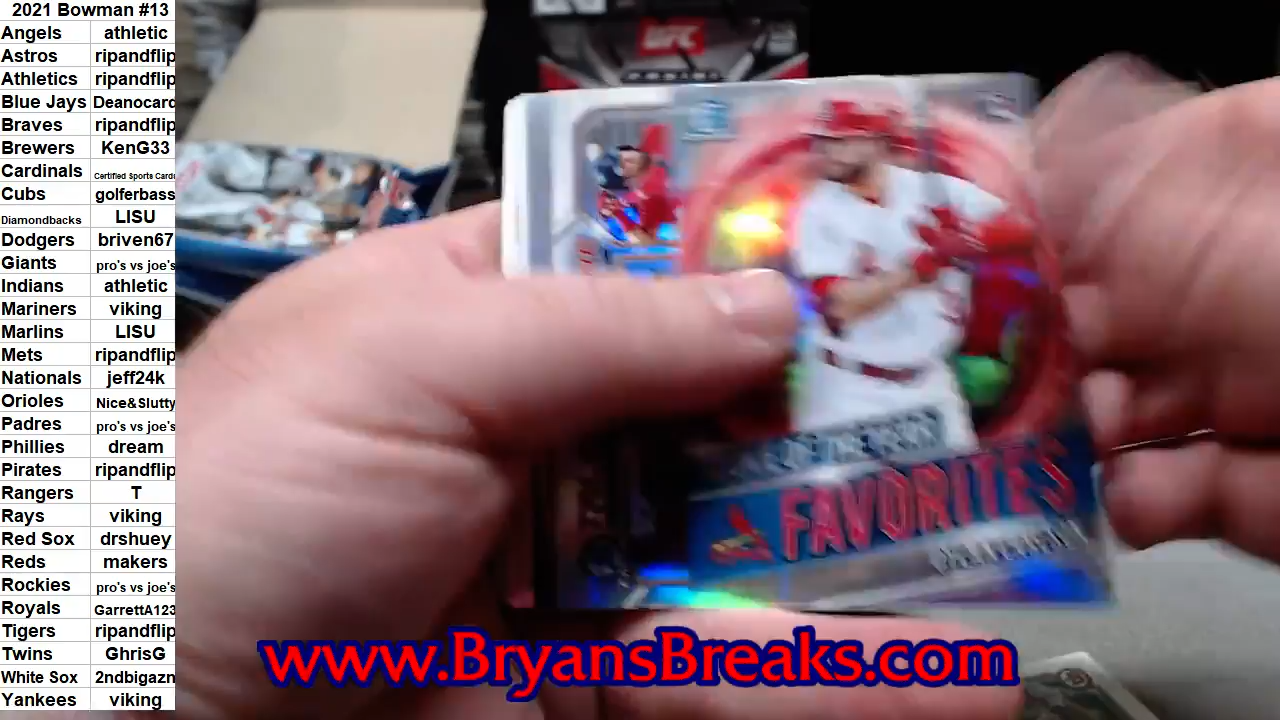 2021 Bowman #13
Angels athletic
Astros ripandflip
Athletics ripandflip
Blue Jays Deanocard
Braves ripandflip
Brewers KenG33
Cardinals Certified Sports Cards
Cubs golferbass
Diamondbacks LISU
Dodgers briven67
Giants pro's vs joe's
Indians athletic
Mariners viking
Marlins LISU
Mets ripandflip
Nationals jeff24k
Orioles Nice&Slutty
Padres pro's vs joe's
Phillies dream
Pirates ripandflip
Rangers T
Rays viking
Red Sox drshuey
Reds makers
Rockies pro's vs joe's
Royals GarrettA123
Tigers ripandflip
Twins GhrisG
White Sox 2ndbigazn
Yankees viking
UFC
PANINI
FAVORITES
www.BryansBreaks.com